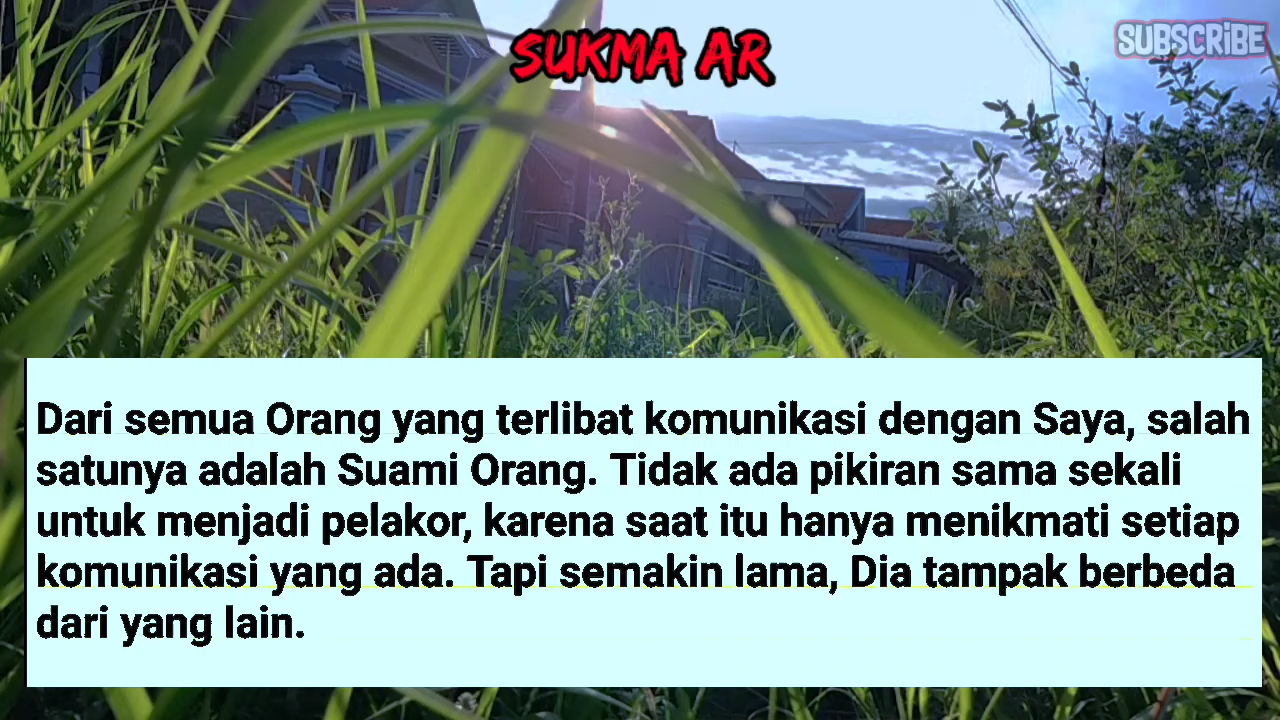 SUKMA AR
SUBSCRiBE
Dari semua Orang yang terlibat komunikasi dengan Saya, salah
satunya adalah Suami Orang. Tidak ada pikiran sama sekali
untuk menjadi pelakor, karena saat itu hanya menikmati setiap
komunikasi yang ada. Tapi semakin lama, Dia tampak berbeda
dari yang lain.